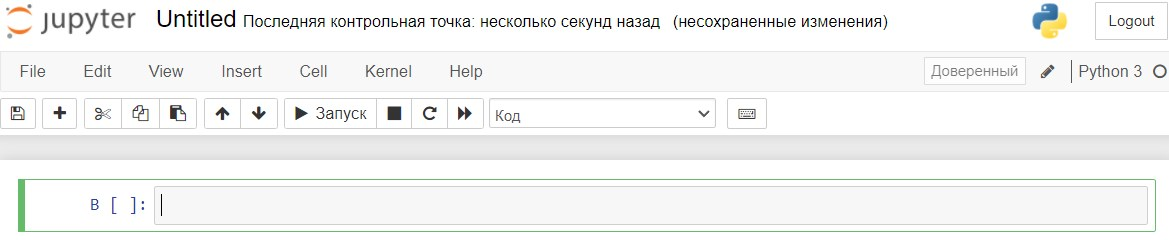 jupyter Untitled Последняя контрольная точка: несколько секунд назад (несохраненные изменения) Logout
File Edit View Insert Cell Kernel Help Доверенный Python 3
Запуск Код
В [ ]: